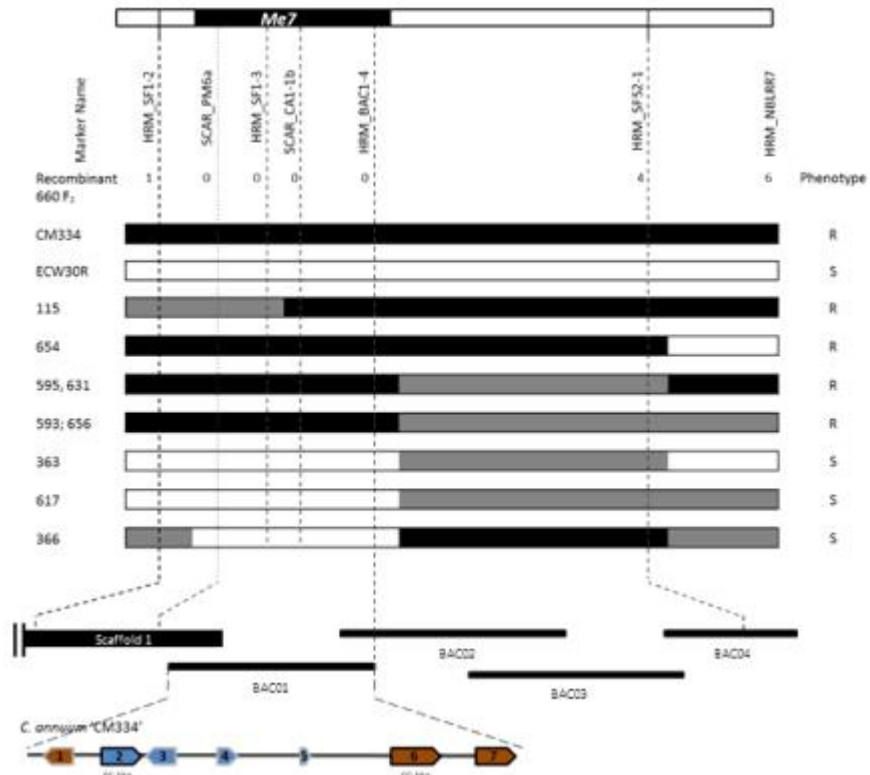 Me7
Marker Name
HRM_SF1-2
SCAR_PM6a
HRM_SF1-3
SCAR_CA1-1b
HRM_BAC1-4
HRM_SF52-1
HRM_NBLRR7
Recombinant 1 0 0 0 0 4 6 Phenotype
660 F₂
CM334 R
ECW30R S
115 R
654 R
595, 631 R
593; 656 R
363 S
617 S
366 S
Scaffold 1
BAC02
BAC04
BAC01
BAC03
C. annuum 'CM334'
1 2 3 4 5 6 7